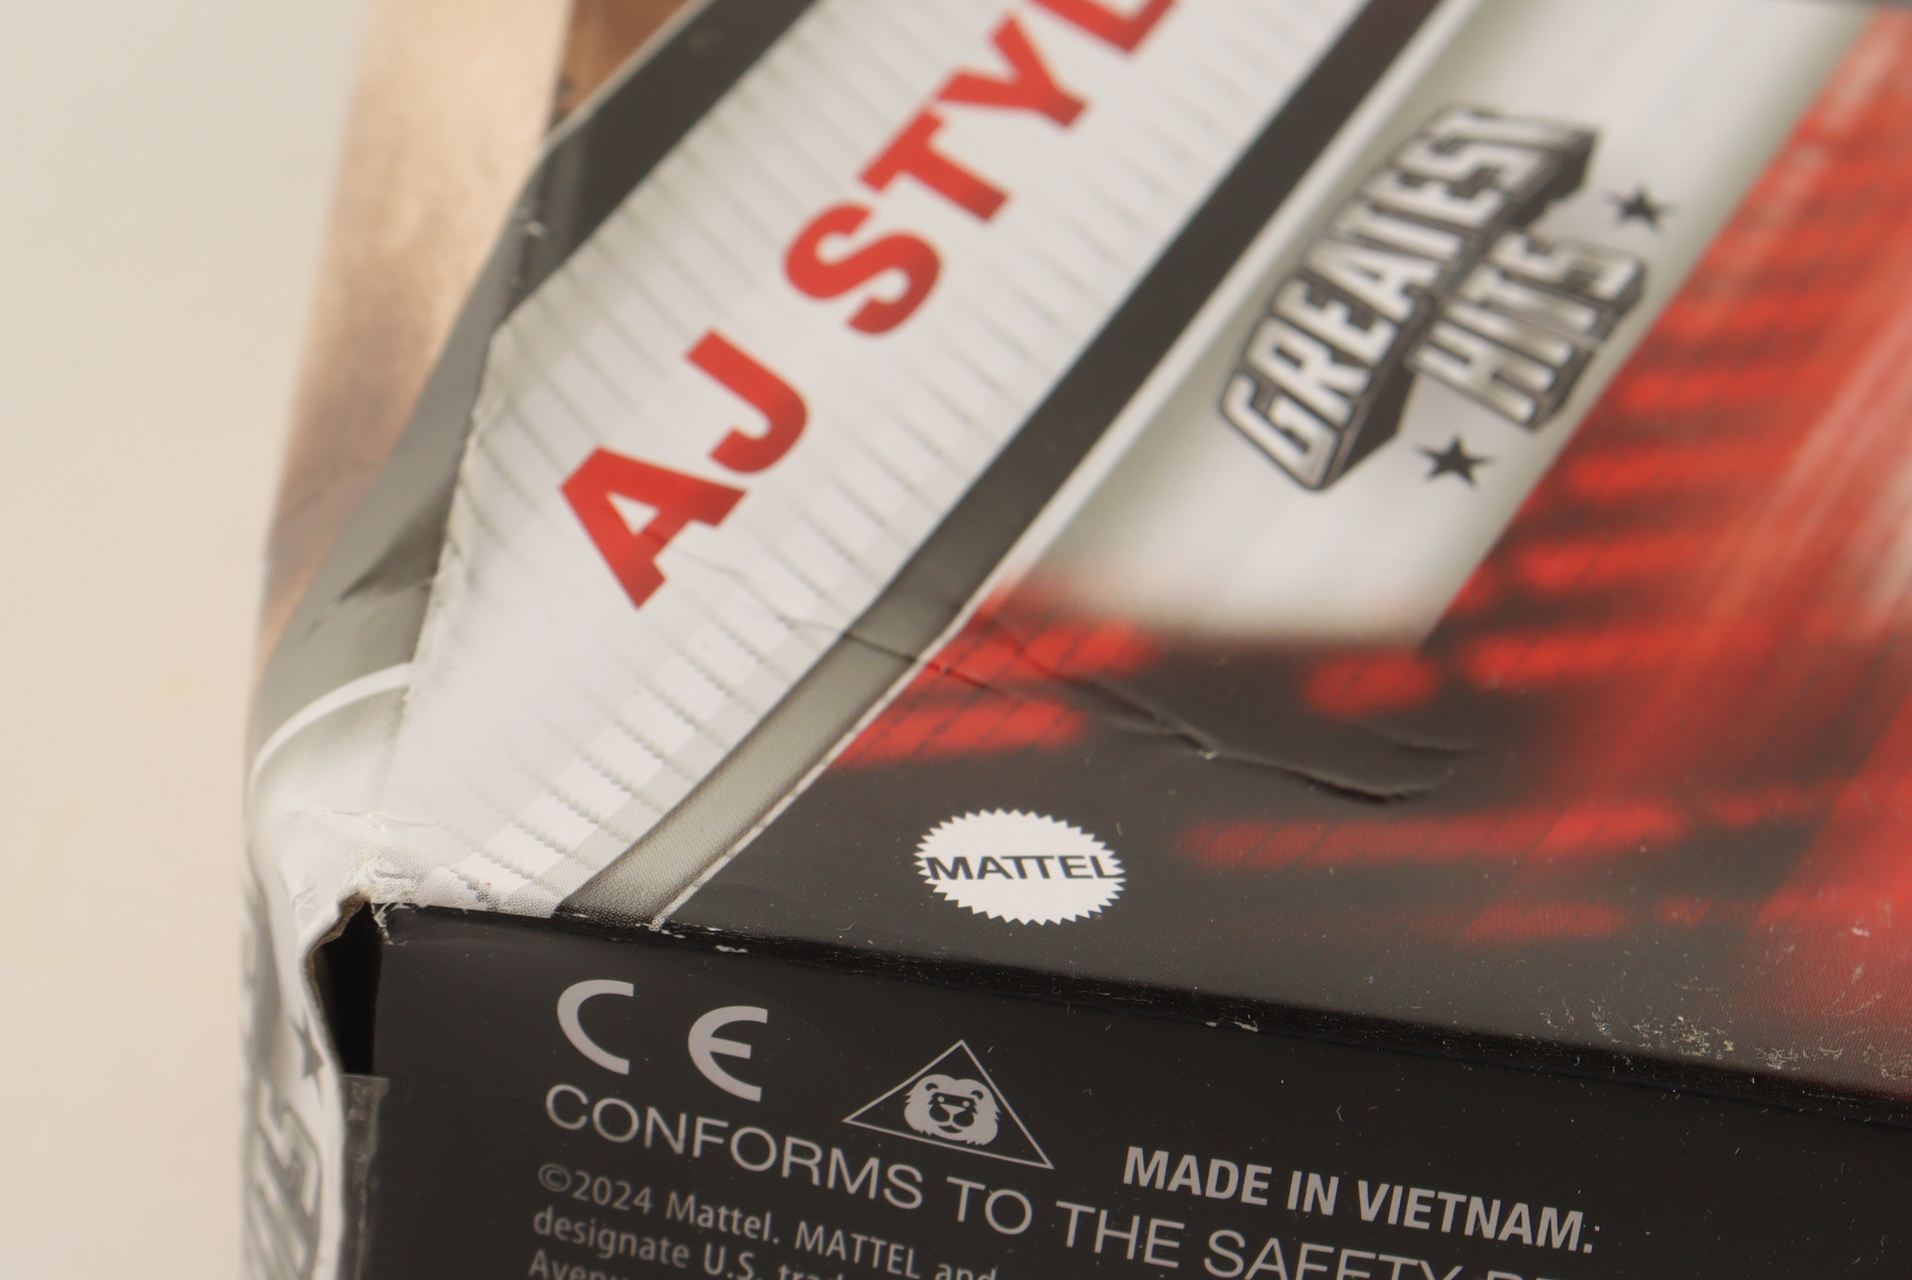 AJ STYL
GREATEST
HITS
MATTEL
CE
CONFORMS TO THE SAFETY
MADE IN VIETNAM.
©2024 Mattel. MATTEL and
designate U.S.